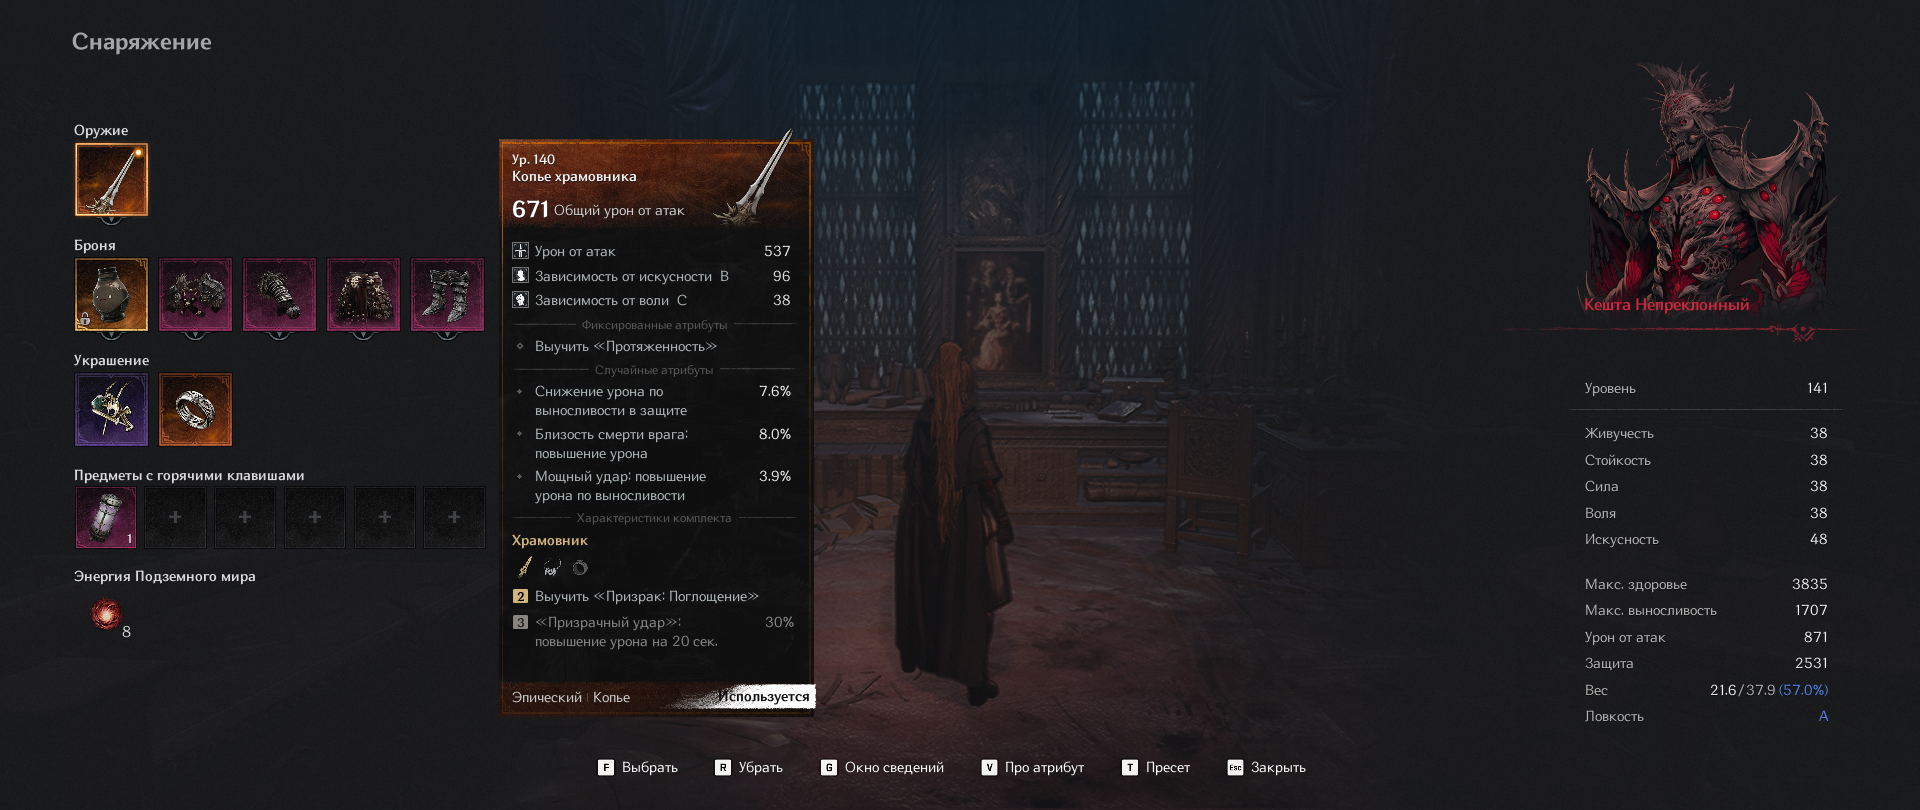 Снаряжение
Оружие
Броня
Украшение
Предметы с горячими клавишами
1
Энергия Подземного мира
8
Ур. 140
Копье храмовника
671 Общий урон от атак
Урон от атак 537
Зависимость от искусности B 96
Зависимость от воли C 38
Фиксированные атрибуты
Выучить «Протяженность»
Случайные атрибуты
Снижение урона по 7.6%
выносливости в защите
Близость смерти врага: 8.0%
повышение урона
Мощный удар: повышение 3.9%
урона по выносливости
Характеристики комплекта
Храмовник
2 Выучить «Призрак: Поглощение»
3 «Призрачный удар»: 30%
повышение урона на 20 сек.
Эпический | Копье Используется
Кешта Непреклонный
Уровень 141
Живучесть 38
Стойкость 38
Сила 38
Воля 38
Искусность 48
Макс. здоровье 3835
Макс. выносливость 1707
Урон от атак 871
Защита 2531
Вес 21.6/37.9 (57.0%)
Ловкость A
F Выбрать R Убрать G Окно сведений V Про атрибут T Пресет Esc Закрыть